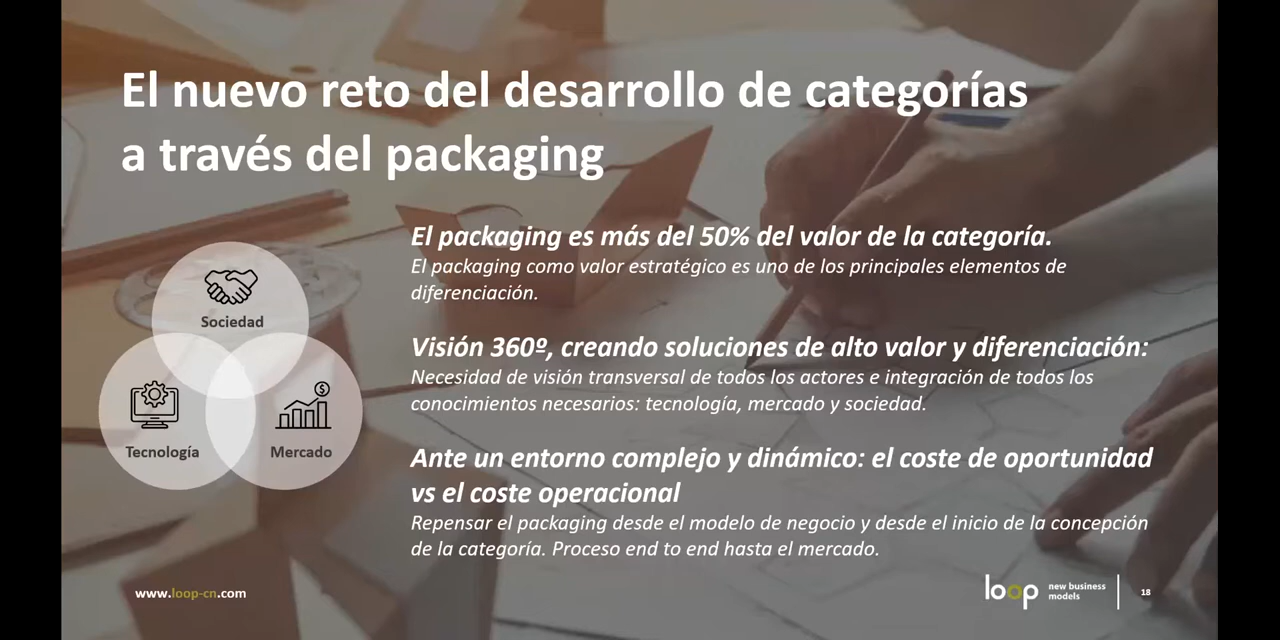 El nuevo reto del desarrollo de categorías
a través del packaging
El packaging es más del 50% del valor de la categoría.
El packaging como valor estratégico es uno de los principales elementos de
diferenciación.
Sociedad
Tecnología
Mercado
Visión 360º, creando soluciones de alto valor y diferenciación:
Necesidad de visión transversal de todos los actores e integración de todos los
conocimientos necesarios: tecnología, mercado y sociedad.
Ante un entorno complejo y dinámico: el coste de oportunidad
vs el coste operacional
Repensar el packaging desde el modelo de negocio y desde el inicio de la concepción
de la categoría. Proceso end to end hasta el mercado.
www.loop-cn.com
loop
new business
models
18